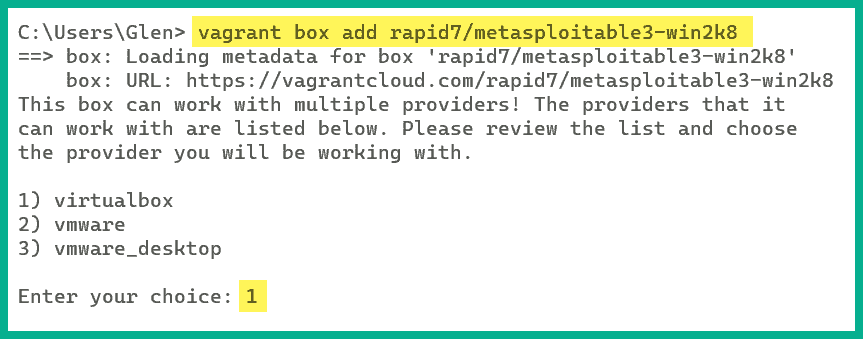 C:\Users\Glen> vagrant box add rapid7/metasploitable3-win2k8
==> box: Loading metadata for box 'rapid7/metasploitable3-win2k8'
    box: URL: https://vagrantcloud.com/rapid7/metasploitable3-win2k8
This box can work with multiple providers! The providers that it
can work with are listed below. Please review the list and choose
the provider you will be working with.

1) virtualbox
2) vmware
3) vmware_desktop

Enter your choice: 1